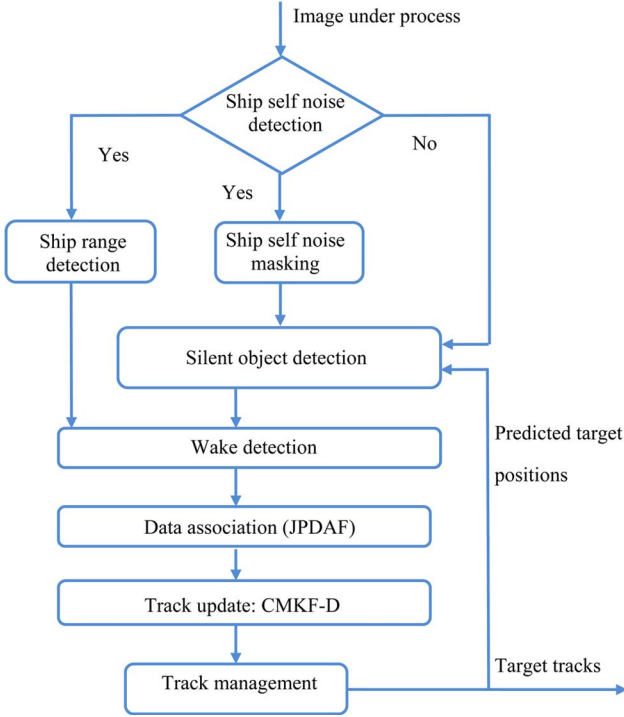 Image under process
Ship self noise
detection
Yes
No
Yes
Ship range
detection
Ship self noise
masking
Silent object detection
Predicted target
positions
Wake detection
Data association (JPDAF)
Track update: CMKF-D
Track management
Target tracks